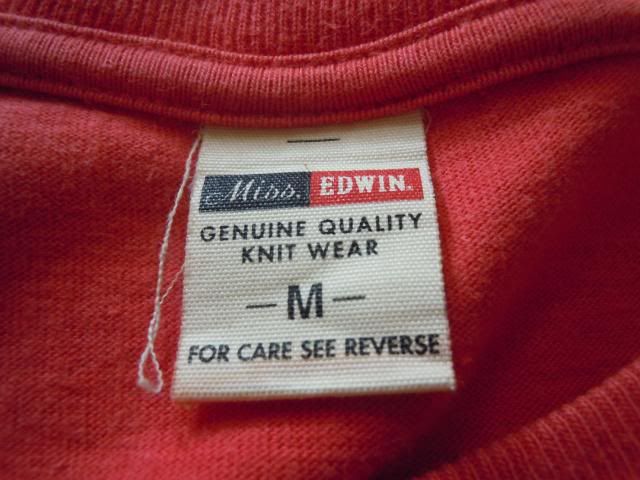 Miss EDWIN.
GENUINE QUALITY
KNIT WEAR
-M-
FOR CARE SEE REVERSE